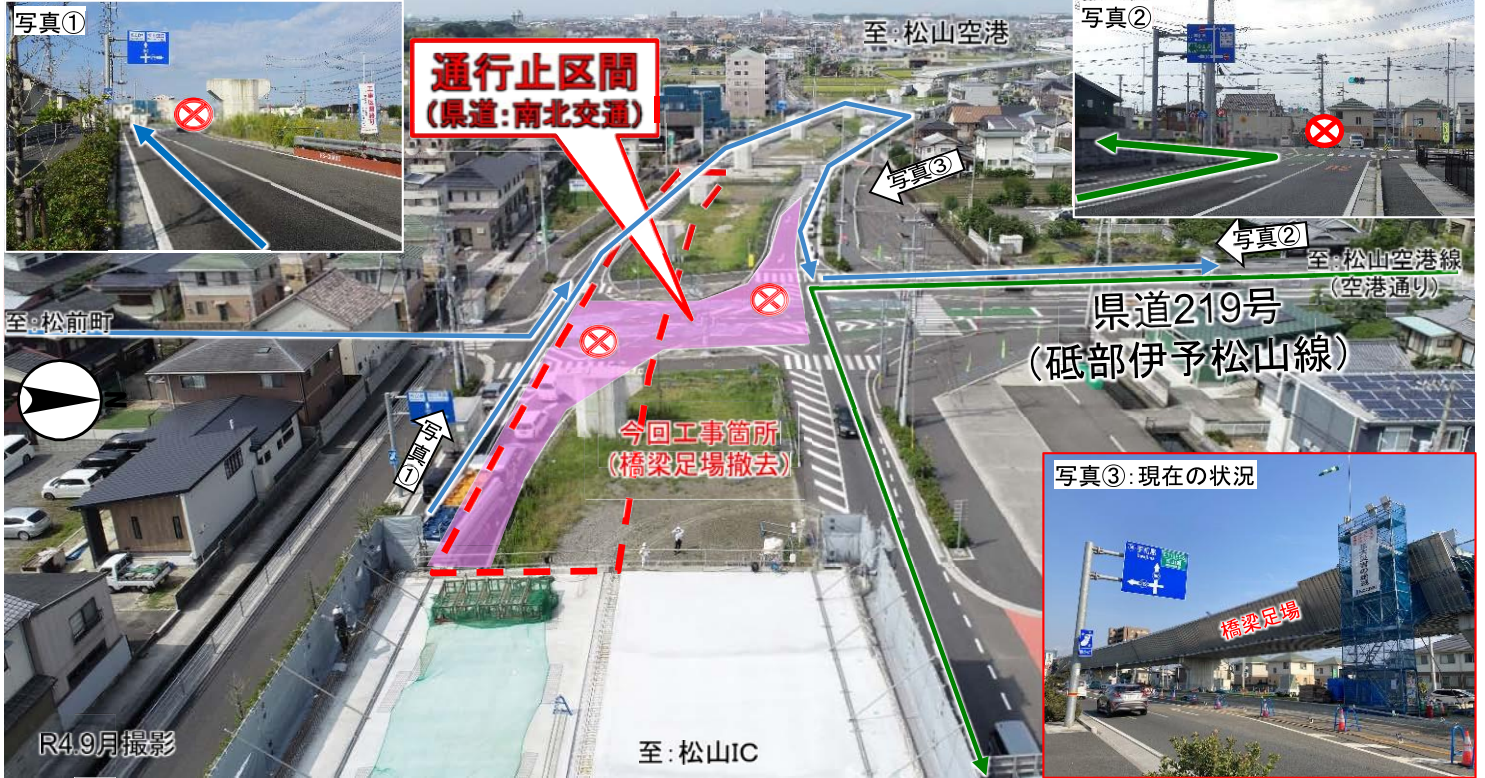 写真①
通行止区間
(県道:南北交通)
至:松山空港
写真②
写真③
写真②
至:松山空港線
(空港通り)
県道219号
(砥部伊予松山線)
至:松前町
N
写真①
今回工事箇所
(橋梁足場撤去)
写真③:現在の状況
橋梁足場
R4.9月撮影
至:松山IC